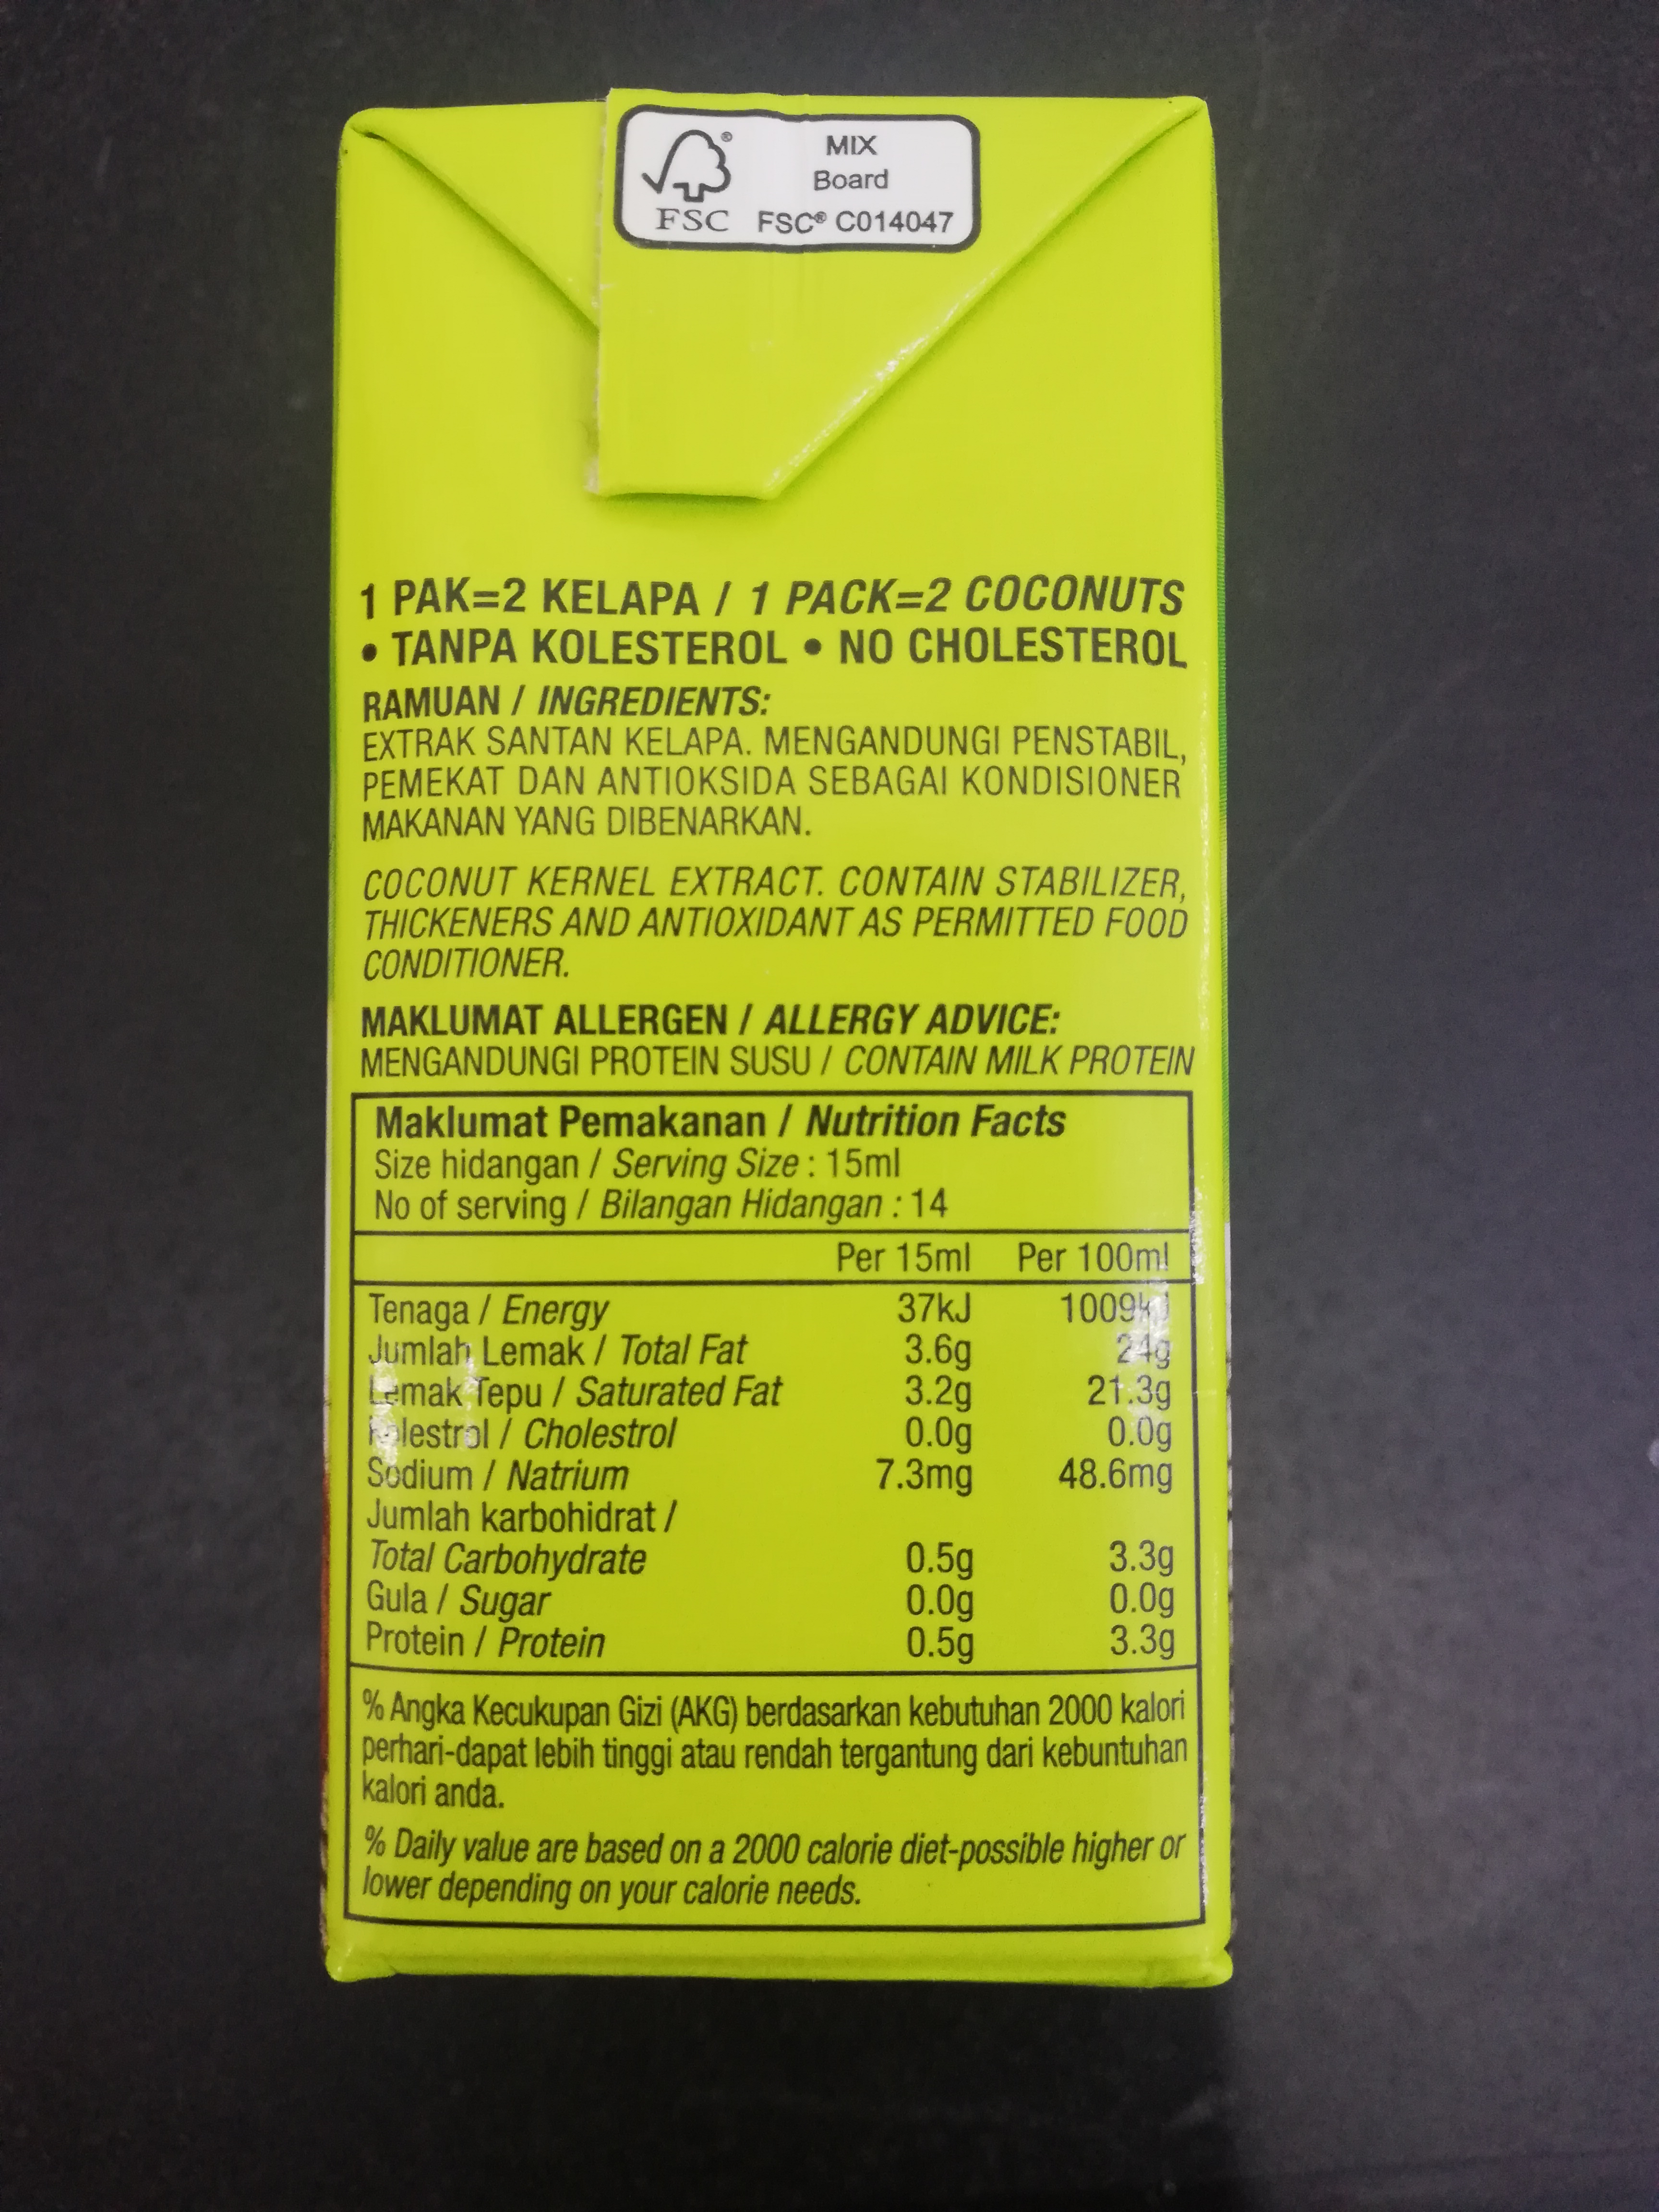 MIX
Board
FSC FSC® C014047
1 PAK=2 KELAPA / 1 PACK=2 COCONUTS
• TANPA KOLESTEROL • NO CHOLESTEROL
RAMUAN / INGREDIENTS:
EXTRAK SANTAN KELAPA. MENGANDUNGI PENSTABIL,
PEMEKAT DAN ANTIOKSIDA SEBAGAI KONDISIONER
MAKANAN YANG DIBENARKAN.
COCONUT KERNEL EXTRACT. CONTAIN STABILIZER,
THICKENERS AND ANTIOXIDANT AS PERMITTED FOOD
CONDITIONER.
MAKLUMAT ALLERGEN / ALLERGY ADVICE:
MENGANDUNGI PROTEIN SUSU / CONTAIN MILK PROTEIN
Maklumat Pemakanan / Nutrition Facts
Size hidangan / Serving Size : 15ml
No of serving / Bilangan Hidangan : 14
Per 15ml Per 100ml
Tenaga / Energy 37kJ 1009kJ
Jumlah Lemak / Total Fat 3.6g 24g
Lemak Tepu / Saturated Fat 3.2g 21.3g
Kolestrol / Cholestrol 0.0g 0.0g
Sodium / Natrium 7.3mg 48.6mg
Jumlah karbohidrat /
Total Carbohydrate 0.5g 3.3g
Gula / Sugar 0.0g 0.0g
Protein / Protein 0.5g 3.3g
% Angka Kecukupan Gizi (AKG) berdasarkan kebutuhan 2000 kalori
perhari-dapat lebih tinggi atau rendah tergantung dari kebuntuhan
kalori anda.
% Daily value are based on a 2000 calorie diet-possible higher or
lower depending on your calorie needs.